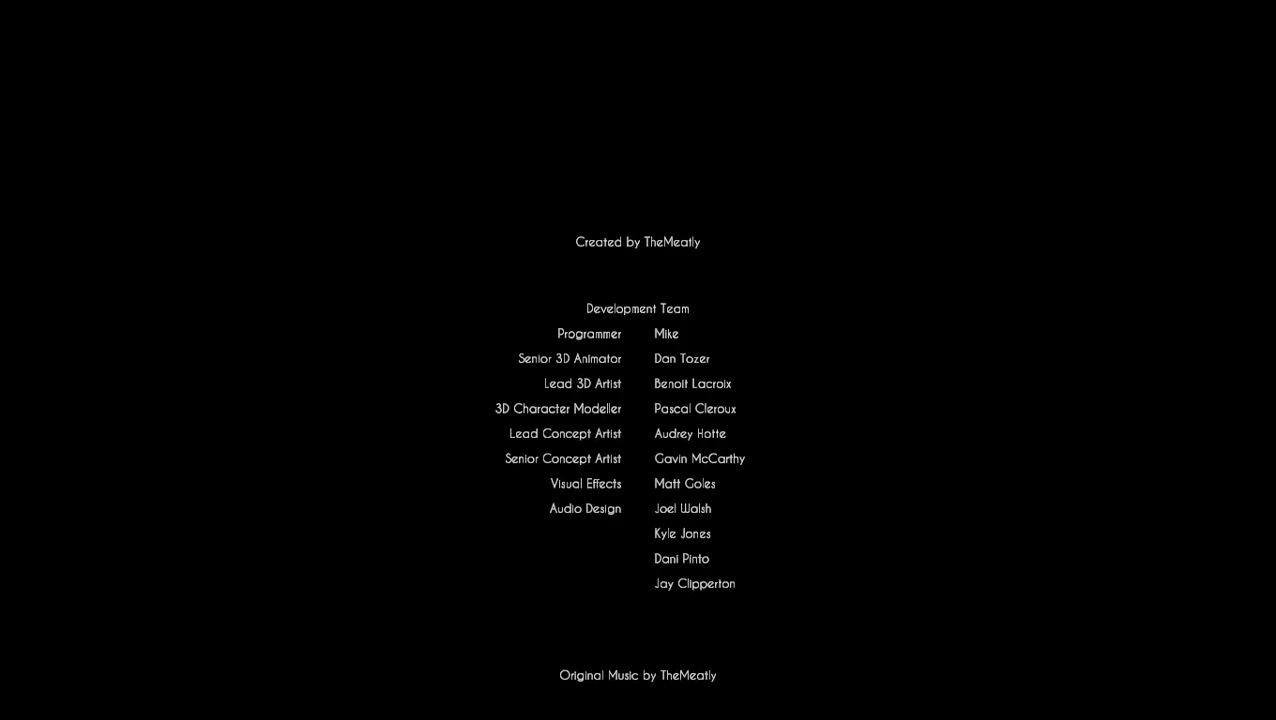 Created by TheMeatly
Development Team
Programmer Mike
Senior 3D Animator Dan Tozer
Lead 3D Artist Benoit Lacroix
3D Character Modeller Pascal Cleroux
Lead Concept Artist Audrey Hotte
Senior Concept Artist Gavin McCarthy
Visual Effects Matt Goles
Audio Design Joel Walsh
Kyle Jones
Dani Pinto
Jay Clipperton
Original Music by TheMeatly